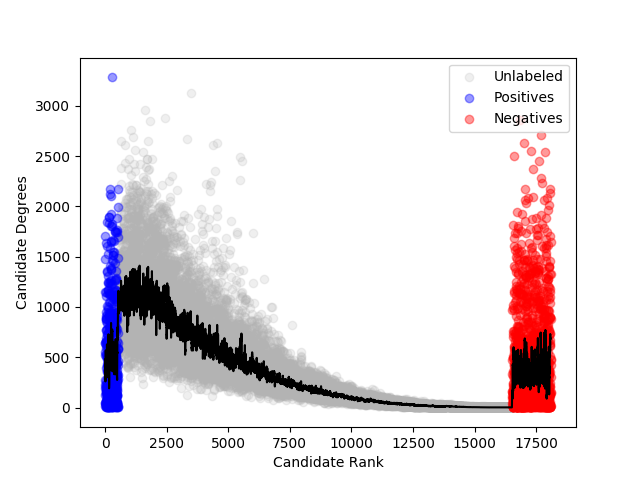 Unlabeled
Positives
Negatives
3000
2500
2000
1500
1000
500
0
Candidate Degrees
0 2500 5000 7500 10000 12500 15000 17500
Candidate Rank